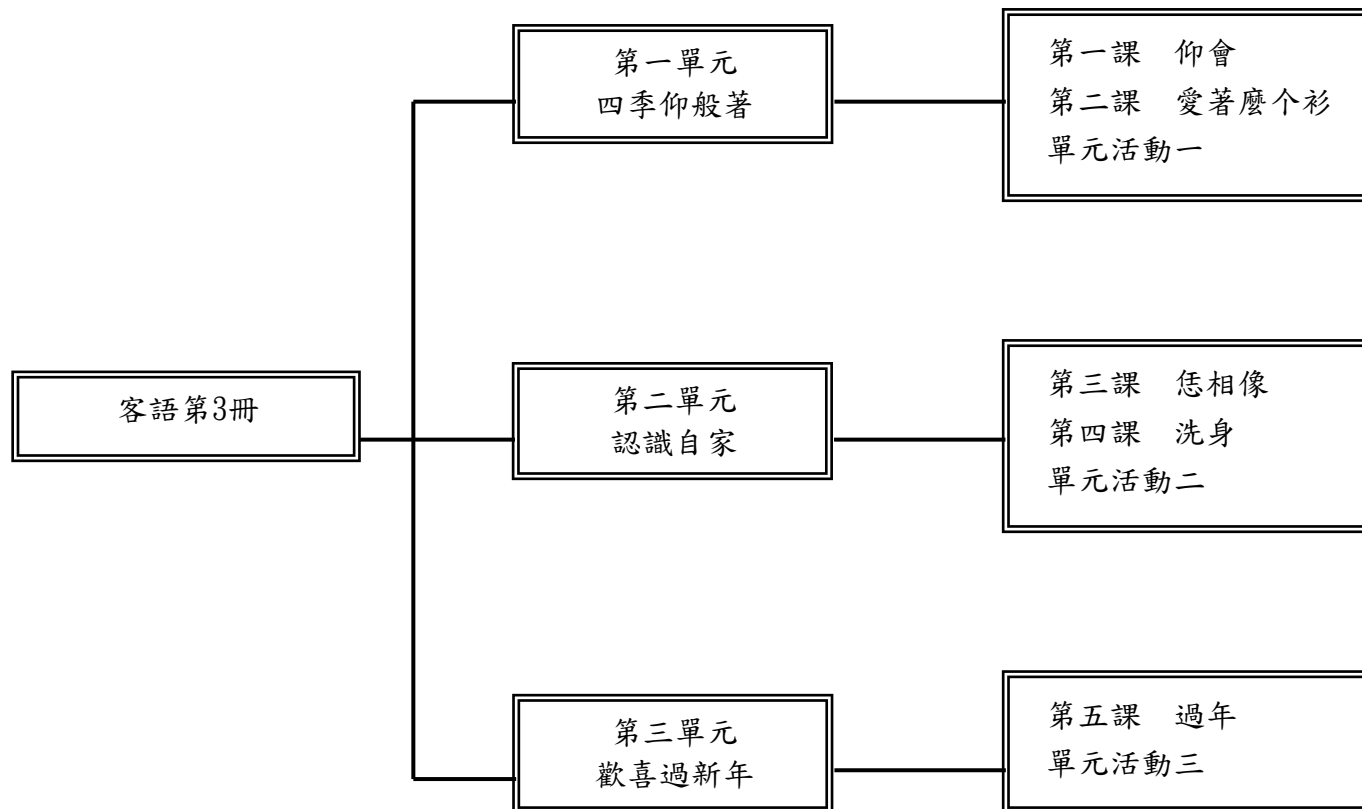 客語第3冊
第一單元
四季仰般著
第一課　仰會
第二課　愛著麼个衫
單元活動一
第二單元
認識自家
第三課　恁相像
第四課　洗身
單元活動二
第三單元
歡喜過新年
第五課　過年
單元活動三